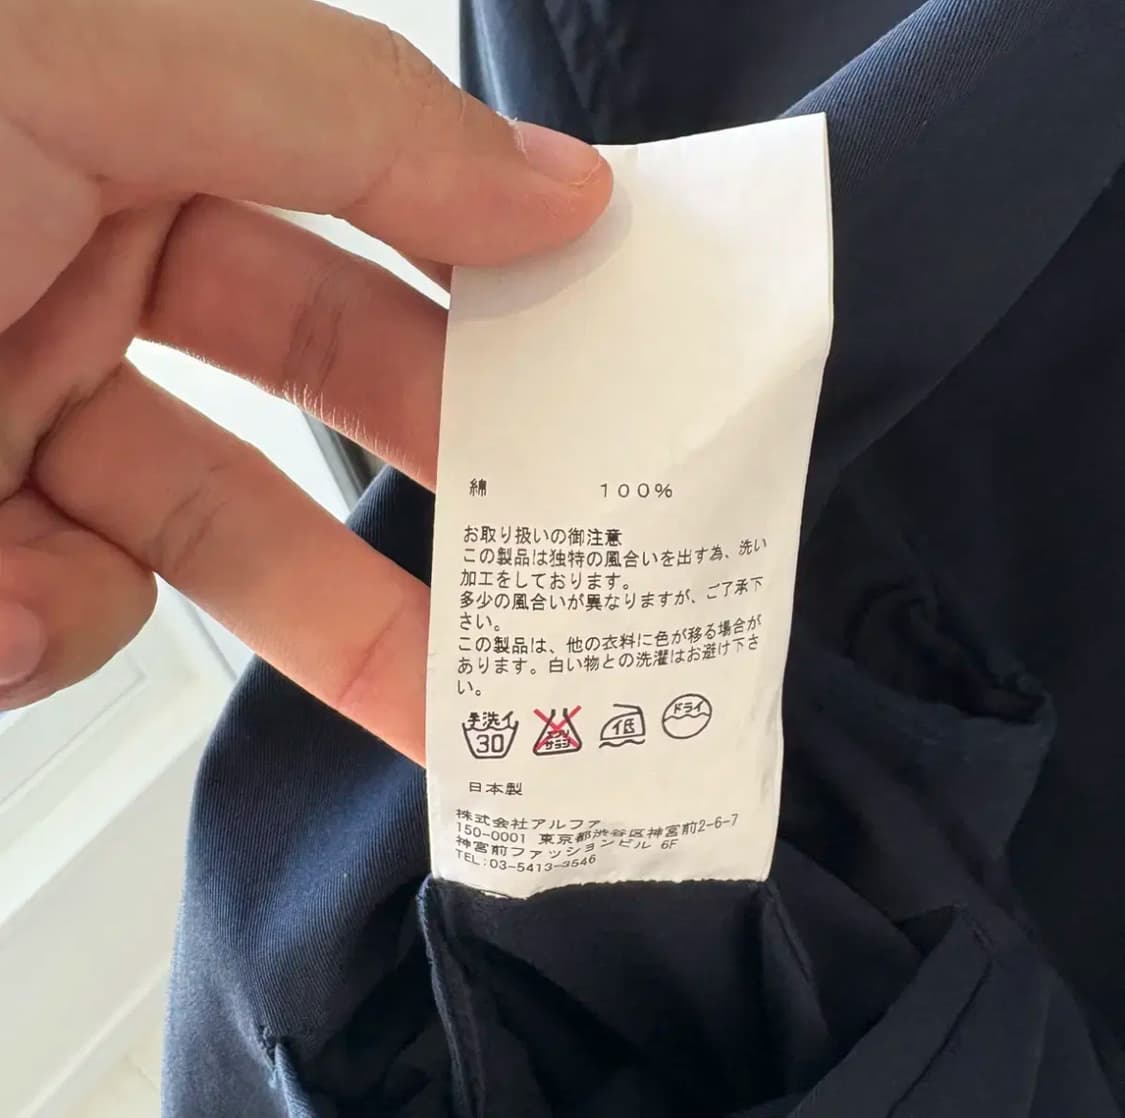 綿 100%
お取り扱いの御注意
この製品は独特の風合いを出す為、洗い
加工をしております。
多少の風合いが異なりますが、ご了承下
さい。
この製品は、他の衣料に色が移る場合が
あります。白い物との洗濯はお避け下さ
い。
手洗イ 30 エンソサラシ 低 ドライ
日本製
株式会社アルファ
150-0001 東京都渋谷区神宮前2-6-7
神宮前ファッションビル 6F
TEL:03-5413-3546